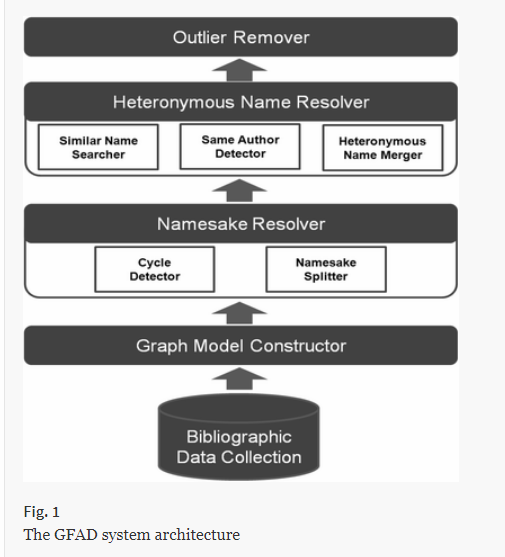 Outlier Remover
Heteronymous Name Resolver
Similar Name
Searcher
Same Author
Detector
Heteronymous
Name Merger
Namesake Resolver
Cycle
Detector
Namesake
Splitter
Graph Model Constructor
Bibliographic
Data Collection
Fig. 1
The GFAD system architecture